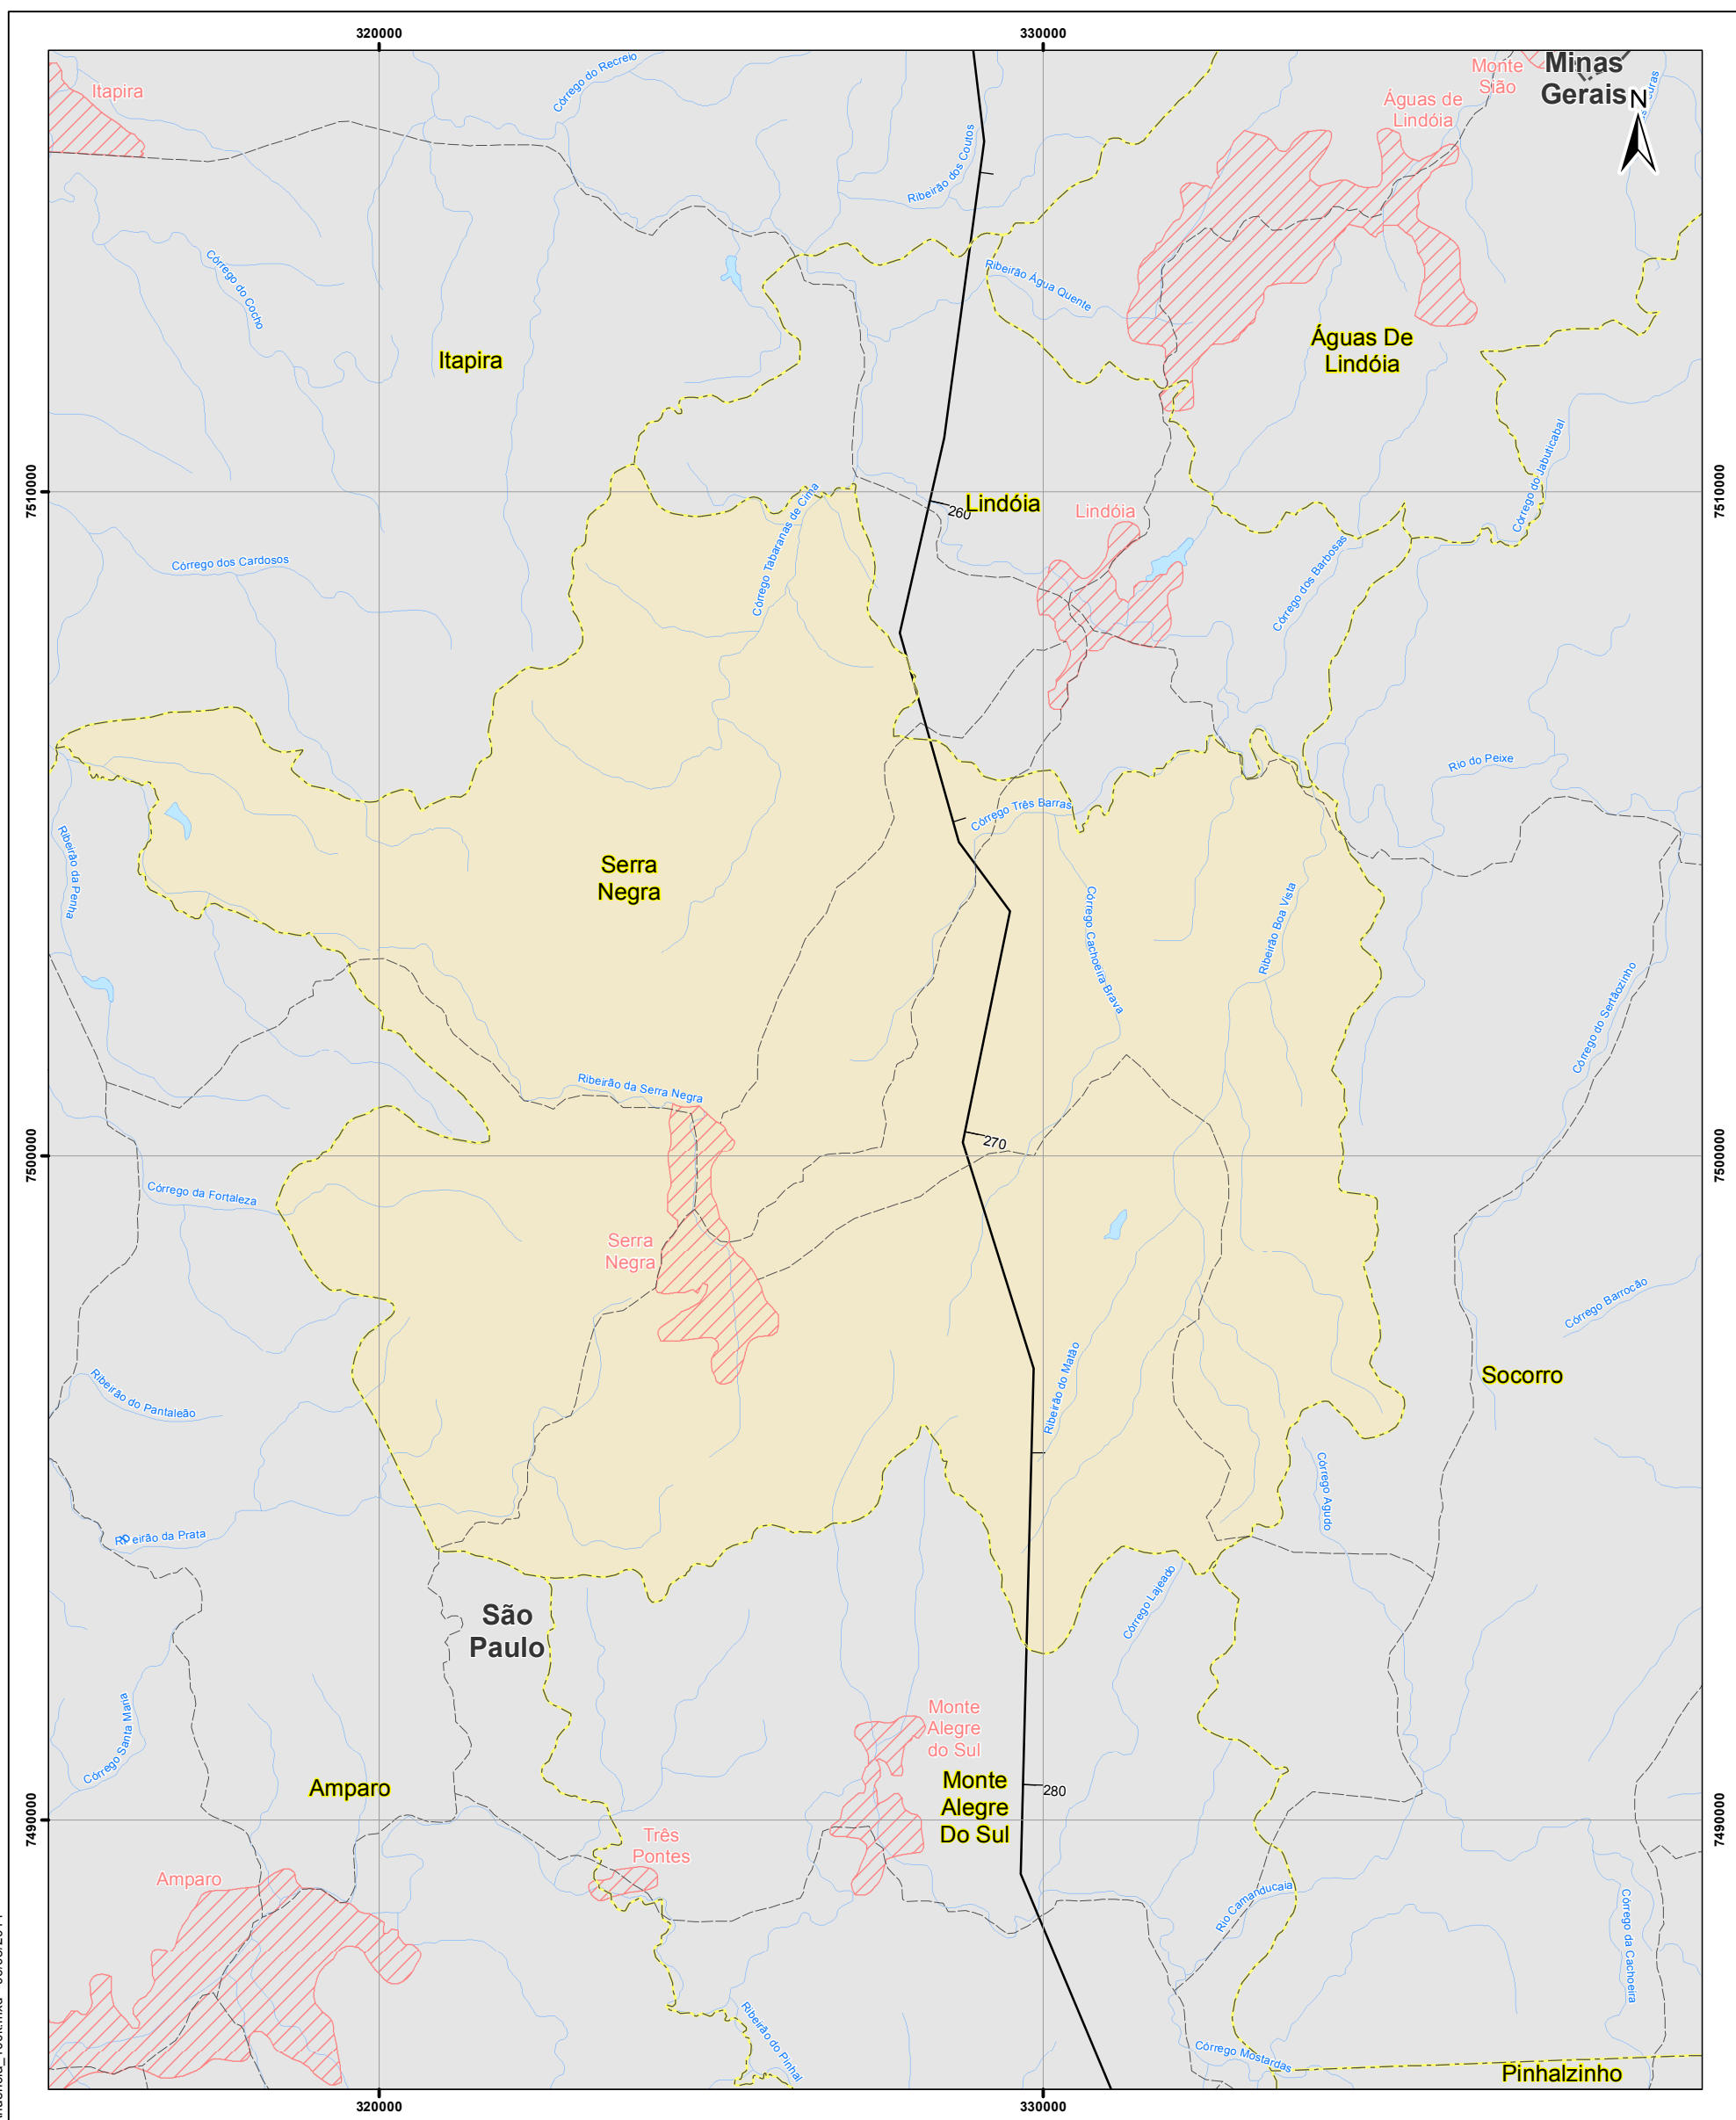 320000
330000
Minas
Gerais
N
Monte
Sião
Itapira
Córrego do Recreio
Águas de
Lindóia
Ribeirão dos Coutos
Córrego do Cocho
Ribeirão Água Quente
Itapira
Águas De
Lindóia
Córrego do Jabuticabal
7510000
7510000
Córrego Tabaranas de Cima
260
Lindóia
Lindóia
Córrego dos Barbosas
Córrego dos Cardosos
Rio do Peixe
Córrego Três Barras
Ribeirão da Penha
Serra
Negra
Córrego Cachoeira Brava
Ribeirão Boa Vista
Córrego do Sertãozinho
Ribeirão da Serra Negra
270
7500000
7500000
Córrego da Fortaleza
Serra
Negra
Córrego Barrocão
Ribeirão do Matão
Socorro
Ribeirão do Pantaleão
Córrego Agudo
Ribeirão da Prata
Córrego Lajeado
São
Paulo
Córrego Santa Maria
Monte
Alegre
do Sul
Amparo
Monte
Alegre
Do Sul
280
7490000
7490000
Três
Pontes
Amparo
Rio Camanducaia
Córrego da Cachoeira
Ribeirão do Pinhal
Córrego Mostardas
Pinhalzinho
320000
330000